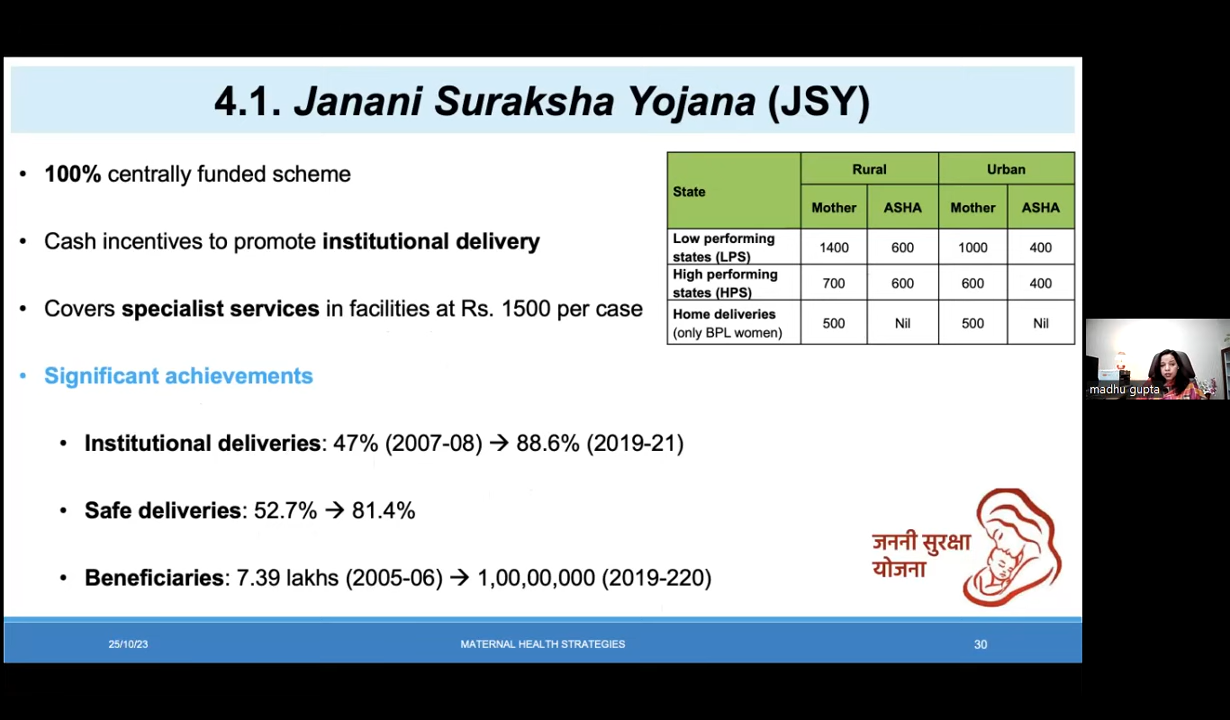 4.1. Janani Suraksha Yojana (JSY)
• 100% centrally funded scheme
• Cash incentives to promote institutional delivery
• Covers specialist services in facilities at Rs. 1500 per case
• Significant achievements
• Institutional deliveries: 47% (2007-08) → 88.6% (2019-21)
• Safe deliveries: 52.7% → 81.4%
• Beneficiaries: 7.39 lakhs (2005-06) → 1,00,00,000 (2019-220)
State Rural Urban
Mother ASHA Mother ASHA
Low performing
states (LPS) 1400 600 1000 400
High performing
states (HPS) 700 600 600 400
Home deliveries
(only BPL women) 500 Nil 500 Nil
madhu gupta
जननी सुरक्षा
योजना
25/10/23 MATERNAL HEALTH STRATEGIES 30